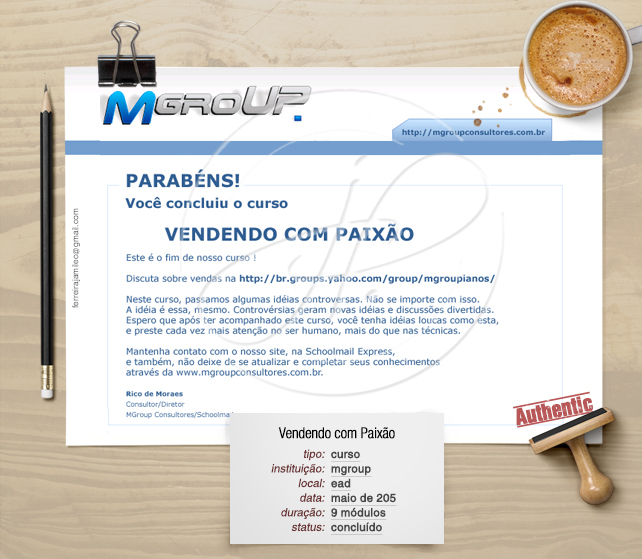 MGROUP
http://mgroupconsultores.com.br
PARABÉNS!
Você concluiu o curso
VENDENDO COM PAIXÃO
Este é o fim de nosso curso !
Discuta sobre vendas na http://br.groups.yahoo.com/group/mgroupianos/
Neste curso, passamos algumas idéias controversas. Não se importe com isso.
A idéia é essa, mesmo. Controvérsias geram novas idéias e discussões divertidas.
Espero que após ter acompanhado este curso, você tenha idéias loucas como esta,
e preste cada vez mais atenção no ser humano, mais do que nas técnicas.
Mantenha contato com o nosso site, na Schoolmail Express,
e também, não deixe de se atualizar e completar seus conhecimentos
através da www.mgroupconsultores.com.br.
Rico de Moraes
Consultor/Diretor
MGroup Consultores/Schoolma
ferreirajamileo@gmail.com
Authentic
Vendendo com Paixão
tipo: curso
instituição: mgroup
local: ead
data: maio de 205
duração: 9 módulos
status: concluído